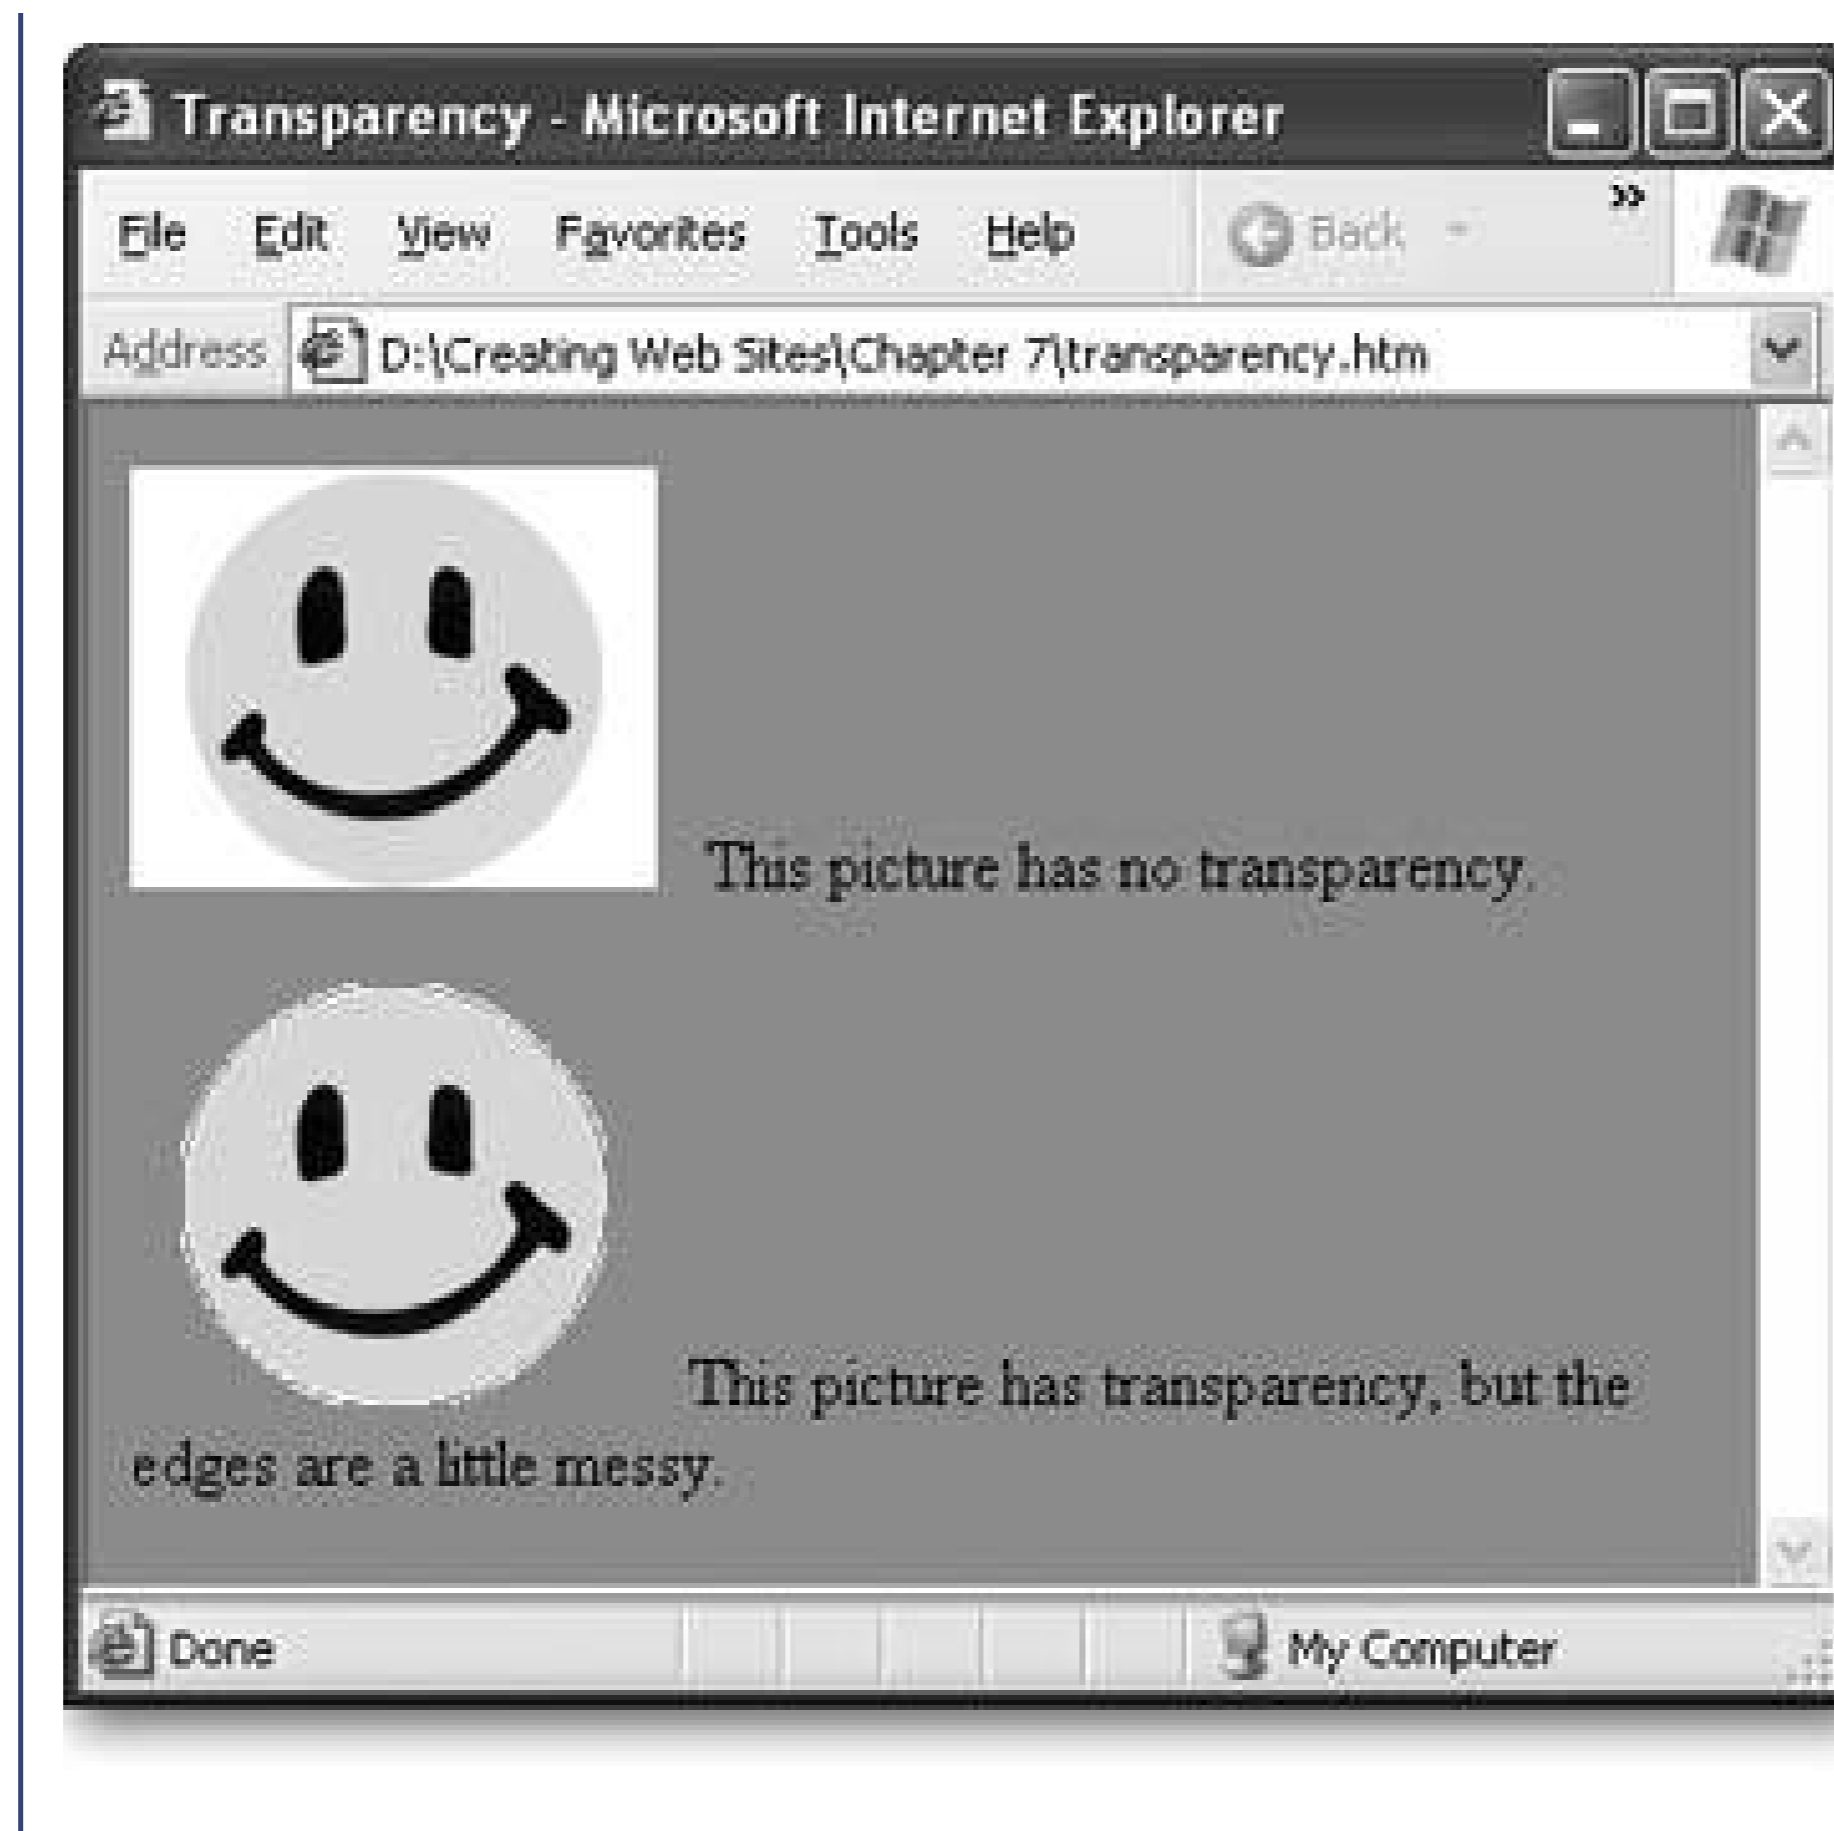 Transparency - Microsoft Internet Explorer
File Edit View Favorites Tools Help Back »
Address D:\Creating Web Sites\Chapter 7\transparency.htm
This picture has no transparency.
This picture has transparency, but the
edges are a little messy.
Done My Computer